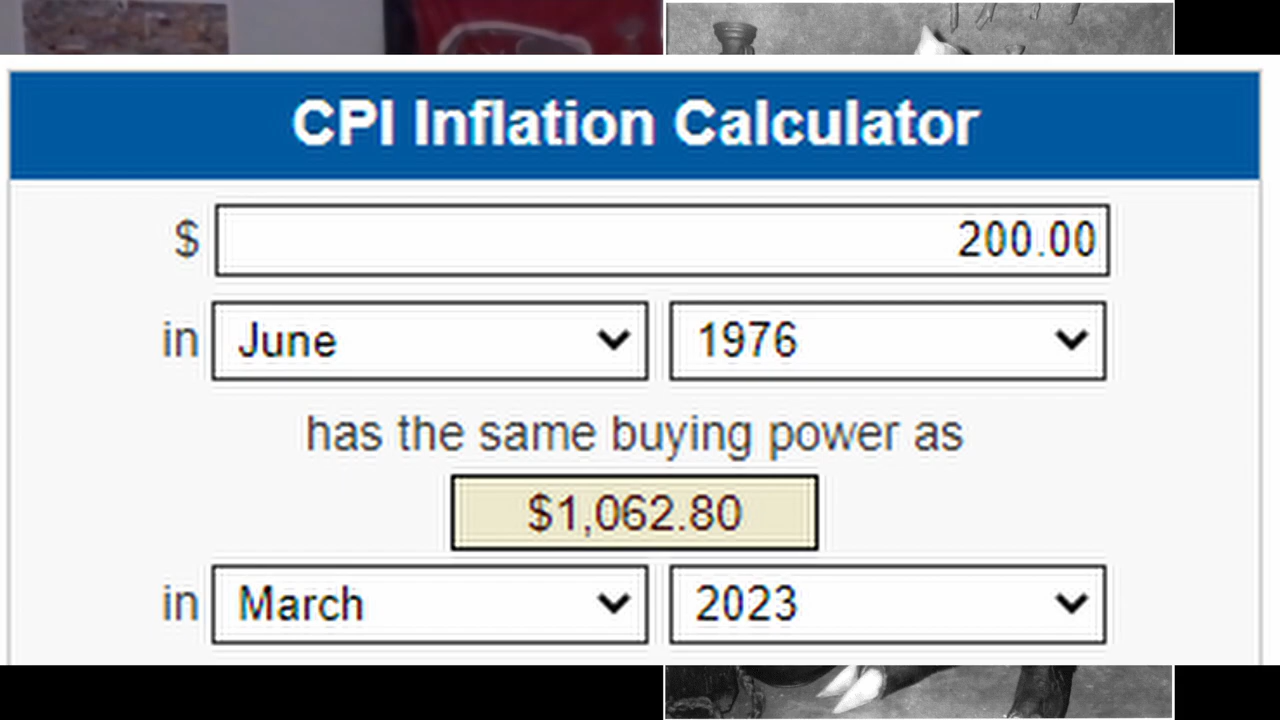 CPI Inflation Calculator
$ 200.00
in June 1976
has the same buying power as
$1,062.80
in March 2023